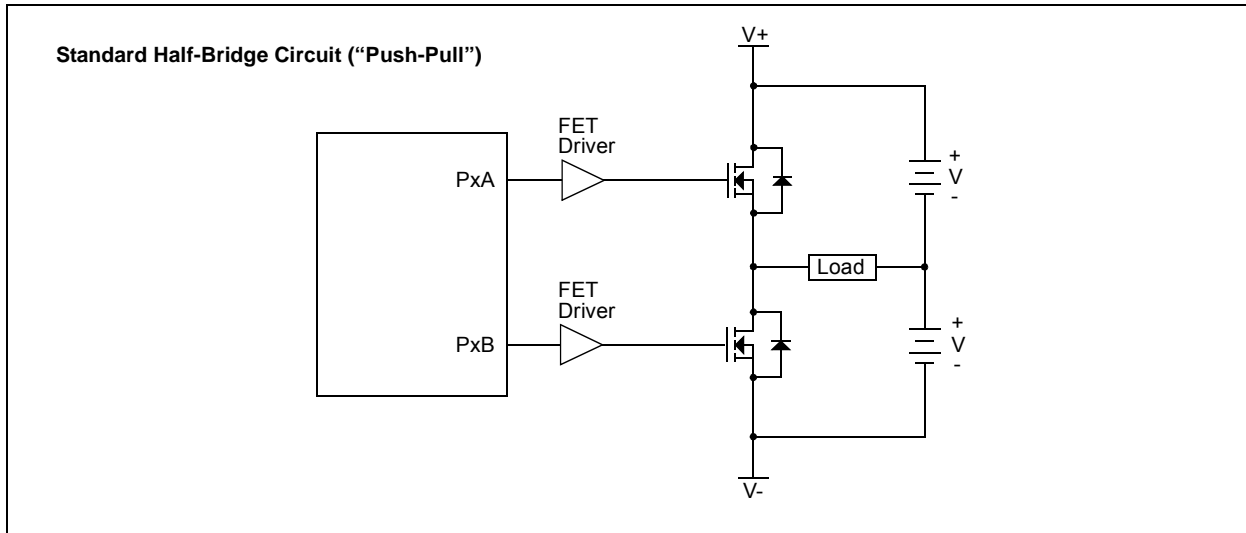 Standard Half-Bridge Circuit (“Push-Pull”)
V+
FET
Driver
PxA
+
V
-
Load
FET
Driver
PxB
+
V
-
V-